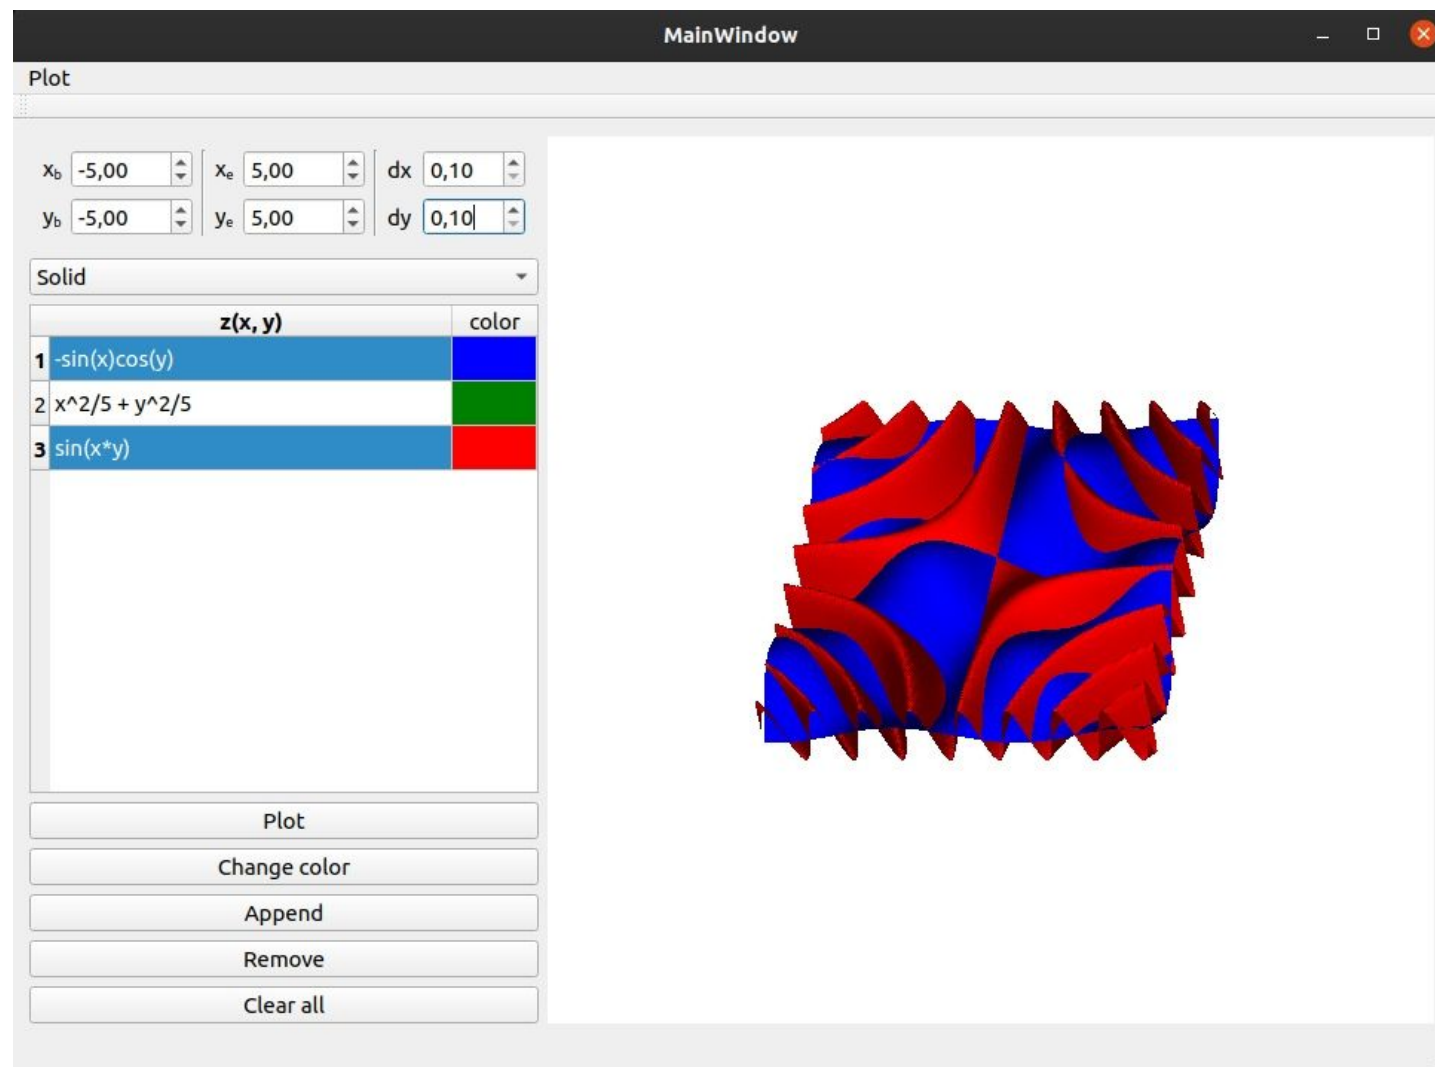 MainWindow
Plot
xb -5,00 xe 5,00 dx 0,10
yb -5,00 ye 5,00 dy 0,10
Solid
z(x, y) color
1 -sin(x)cos(y)
2 x^2/5 + y^2/5
3 sin(x*y)
Plot
Change color
Append
Remove
Clear all